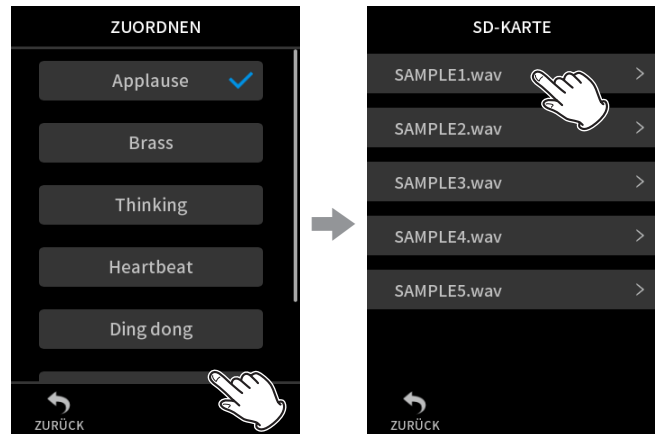 ZUORDNEN
Applause
Brass
Thinking
Heartbeat
Ding dong
ZURÜCK
SD-KARTE
SAMPLE1.wav
SAMPLE2.wav
SAMPLE3.wav
SAMPLE4.wav
SAMPLE5.wav
ZURÜCK